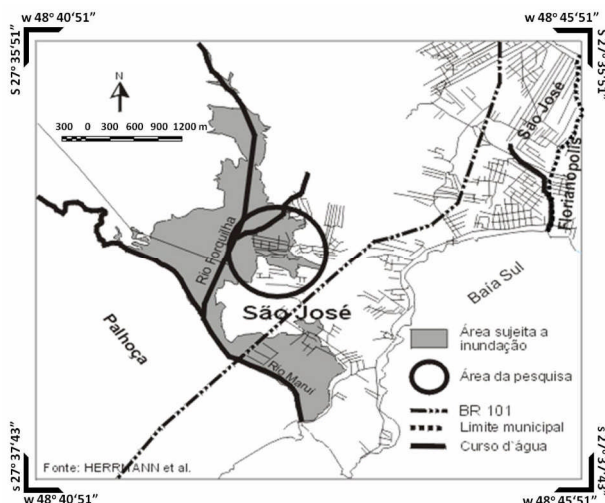 w 48° 40'51" w 48° 45'51"
S 27° 35'51"
S 27° 35'51"
N
300 0 300 600 900 1200 m
São José
Florianópolis
Rio Forquilha
Baía Sul
São José
Palhoça
Rio Maruí
Área sujeita a
inundação
Área da pesquisa
BR 101
Limite municipal
Curso d`água
Fonte: HERRMANN et al.
S 27° 37'43"
S 27° 37'43"
w 48° 40'51" w 48° 45'51"